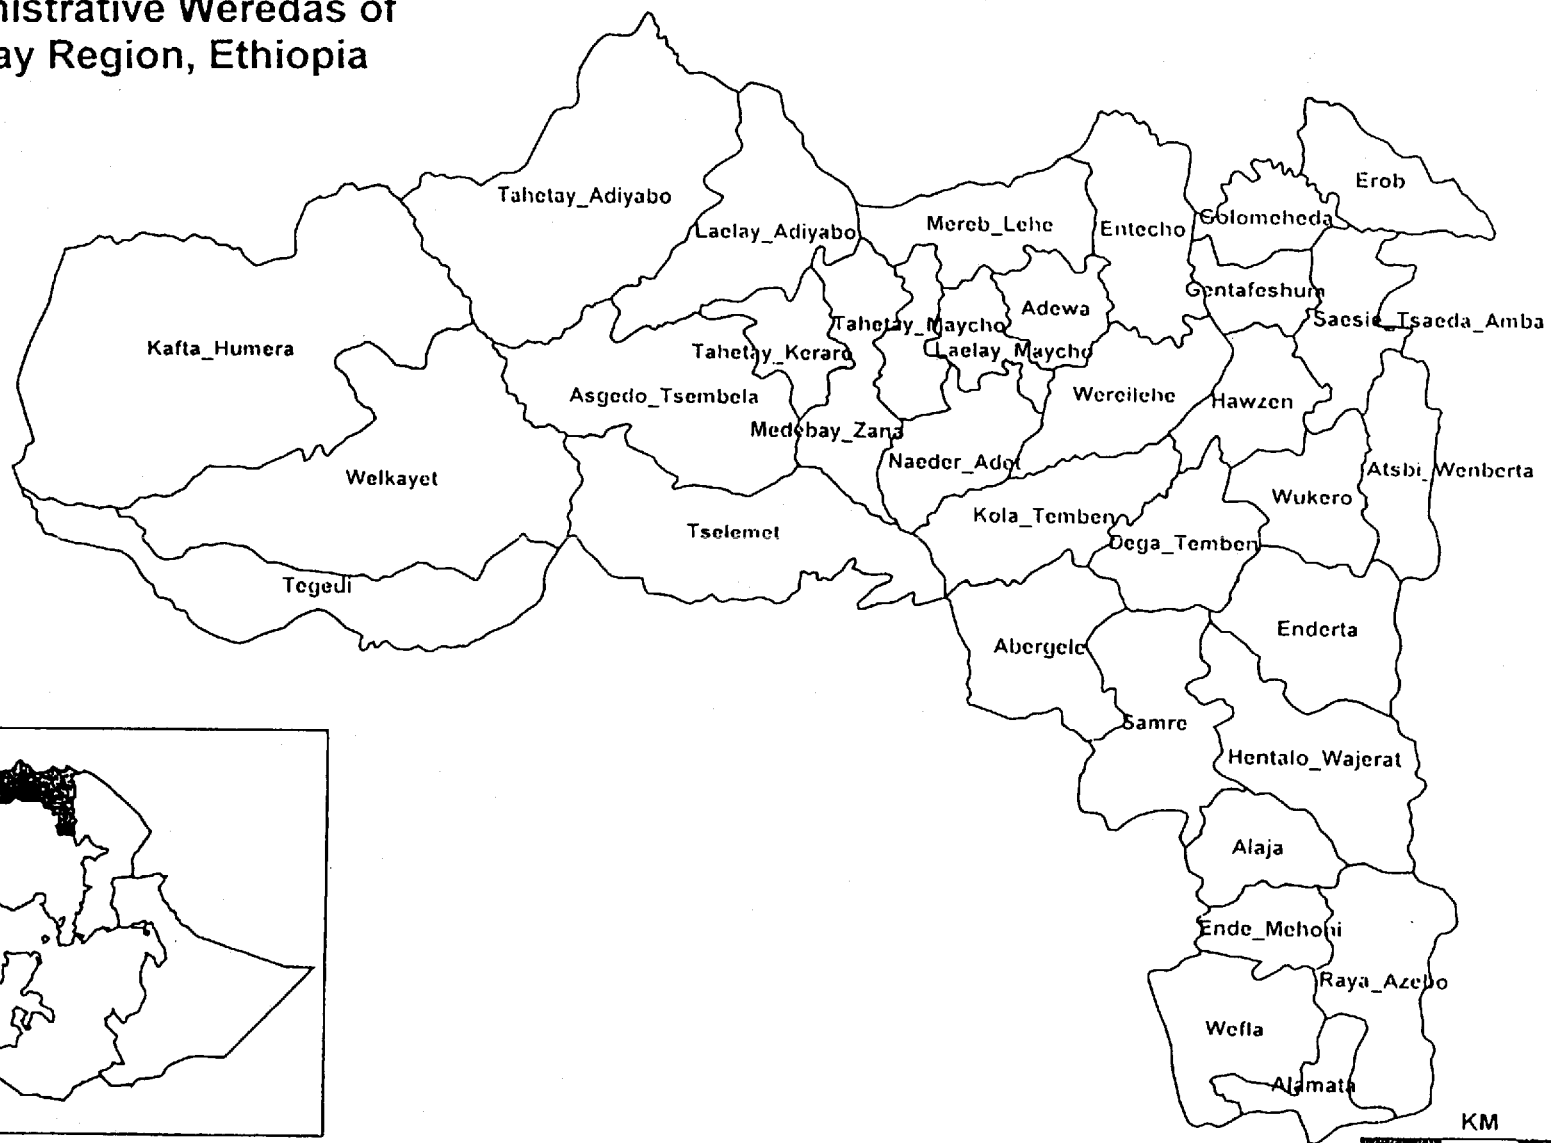 nistrative Weredas of
ay Region, Ethiopia
Erob
Tahetay_Adiyabo
Golomeheda
Mereb_Lehe
Entecho
Laelay_Adiyabo
Gentafeshum
Adewa
Saesie_Tsaeda_Amba
Tahetay_Maycho
Kafta_Humera
Tahetay_Keraro
Laelay_Maycho
Asgedo_Tsembela
Wereilehe
Hawzen
Medebay_Zana
Naeder_Adet
Atsbi_Wenberta
Welkayet
Wukero
Kola_Temben
Tselemet
Dega_Temben
Tegedi
Enderta
Abergele
Samre
Hentalo_Wajerat
Alaja
Ende_Mehoni
Raya_Azebo
Wefla
Alamata
KM